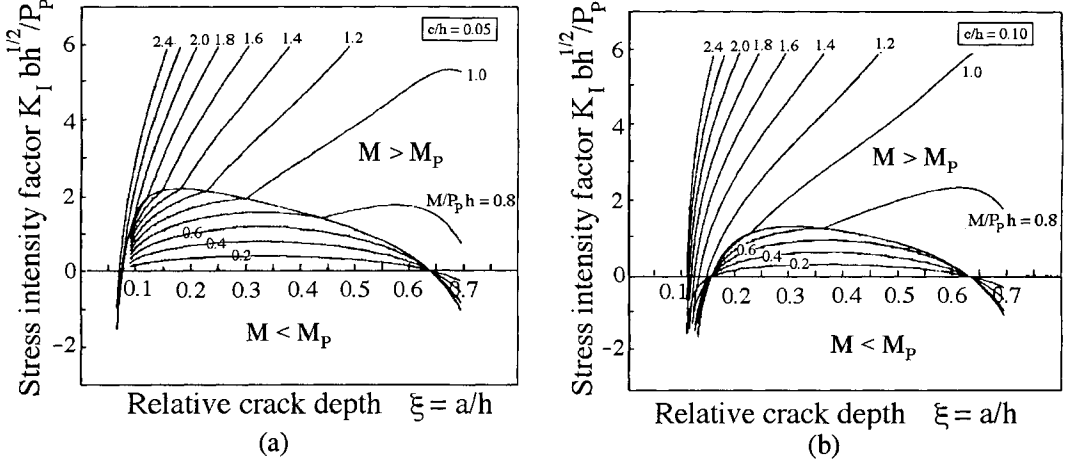 Stress intensity factor K_I bh^1/2/P_P
6
4
2
0
-2
2.4
2.0
1.8
1.6
1.4
1.2
c/h = 0.05
1.0
M > M_P
M/P_P h = 0.8
0.6
0.4
0.2
0.1 0.2 0.3 0.4 0.5 0.6 0.7
M < M_P
Relative crack depth ξ = a/h
(a)
Stress intensity factor K_I bh^1/2/P_P
6
4
2
0
-2
2.4
2.0
1.8
1.6
1.4
1.2
c/h = 0.10
1.0
M > M_P
M/P_P h = 0.8
0.6
0.4
0.2
0.1 0.2 0.3 0.4 0.5 0.6 0.7
M < M_P
Relative crack depth ξ = a/h
(b)